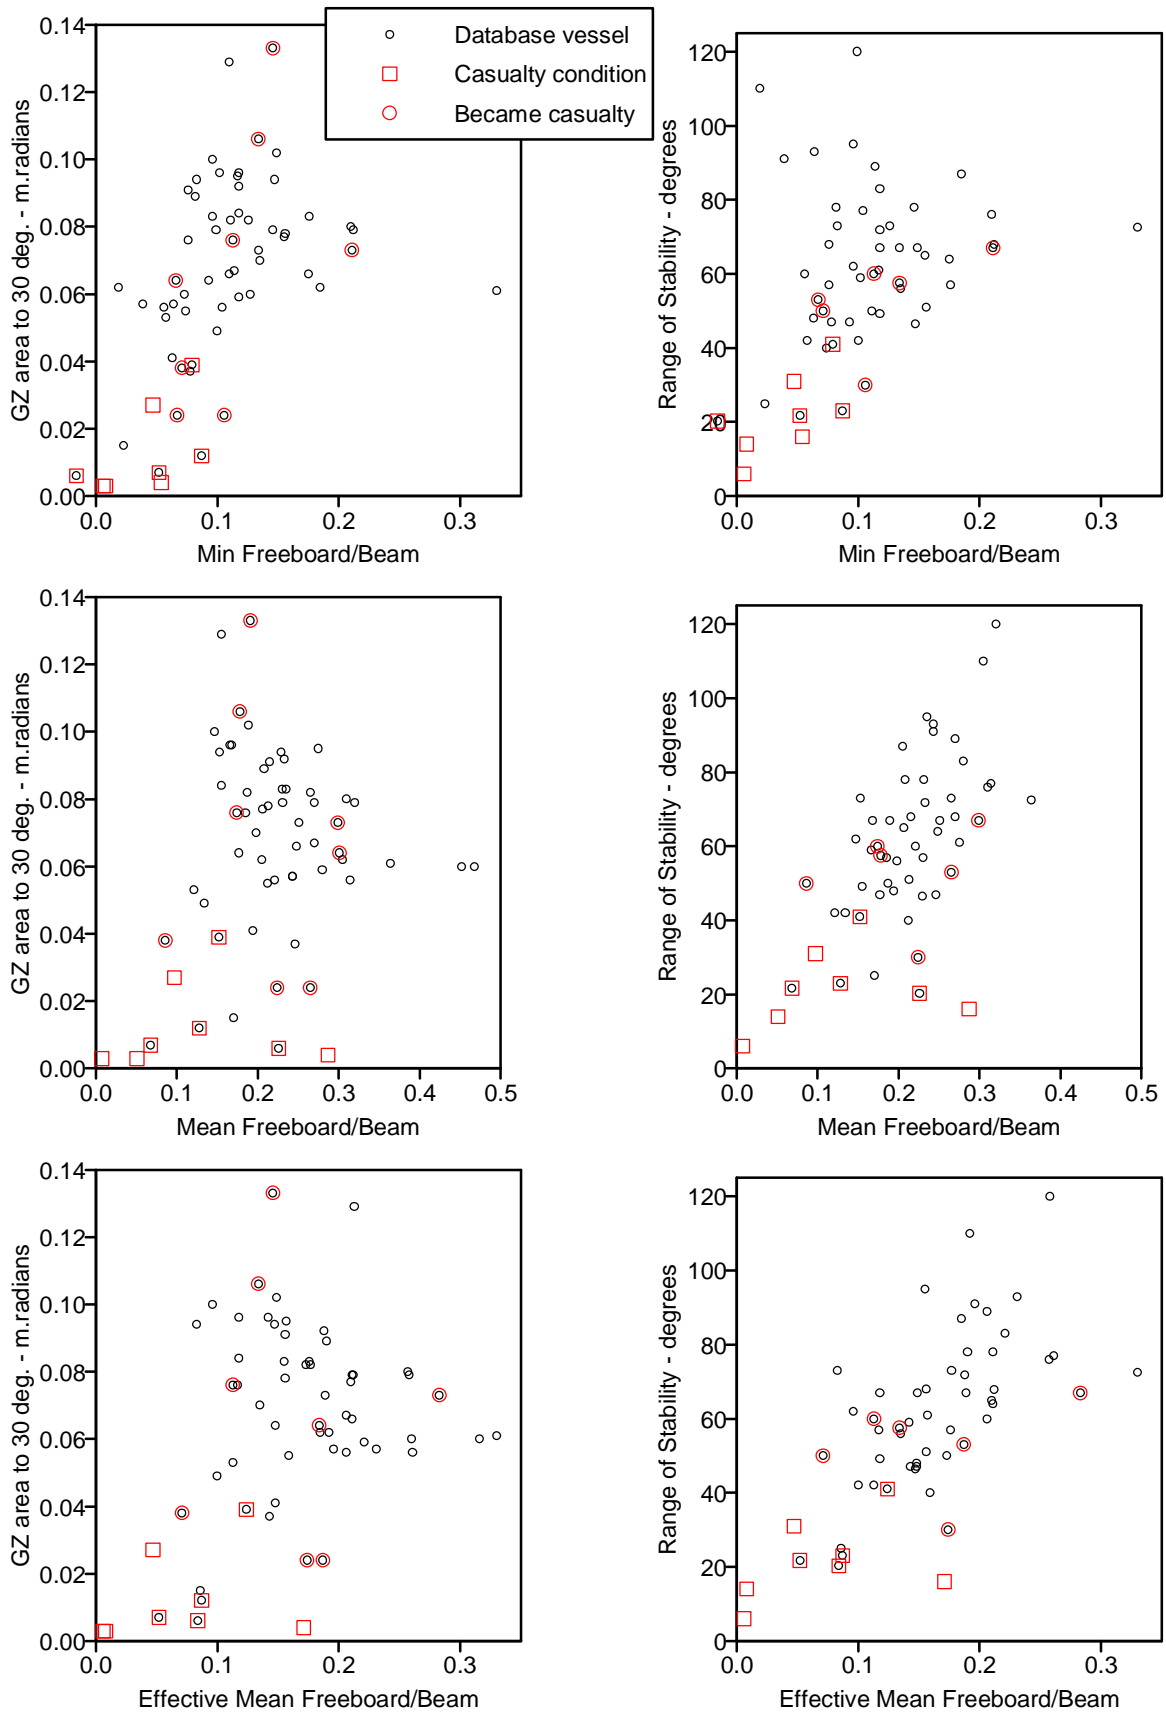 Database vessel
Casualty condition
Became casualty
0.14
0.12
0.10
0.08
0.06
0.04
0.02
0.00
GZ area to 30 deg. - m.radians
0.0 0.1 0.2 0.3
Min Freeboard/Beam
120
100
80
60
40
20
0
Range of Stability - degrees
0.0 0.1 0.2 0.3
Min Freeboard/Beam
0.14
0.12
0.10
0.08
0.06
0.04
0.02
0.00
GZ area to 30 deg. - m.radians
0.0 0.1 0.2 0.3 0.4 0.5
Mean Freeboard/Beam
120
100
80
60
40
20
0
Range of Stability - degrees
0.0 0.1 0.2 0.3 0.4 0.5
Mean Freeboard/Beam
0.14
0.12
0.10
0.08
0.06
0.04
0.02
0.00
GZ area to 30 deg. - m.radians
0.0 0.1 0.2 0.3
Effective Mean Freeboard/Beam
120
100
80
60
40
20
0
Range of Stability - degrees
0.0 0.1 0.2 0.3
Effective Mean Freeboard/Beam